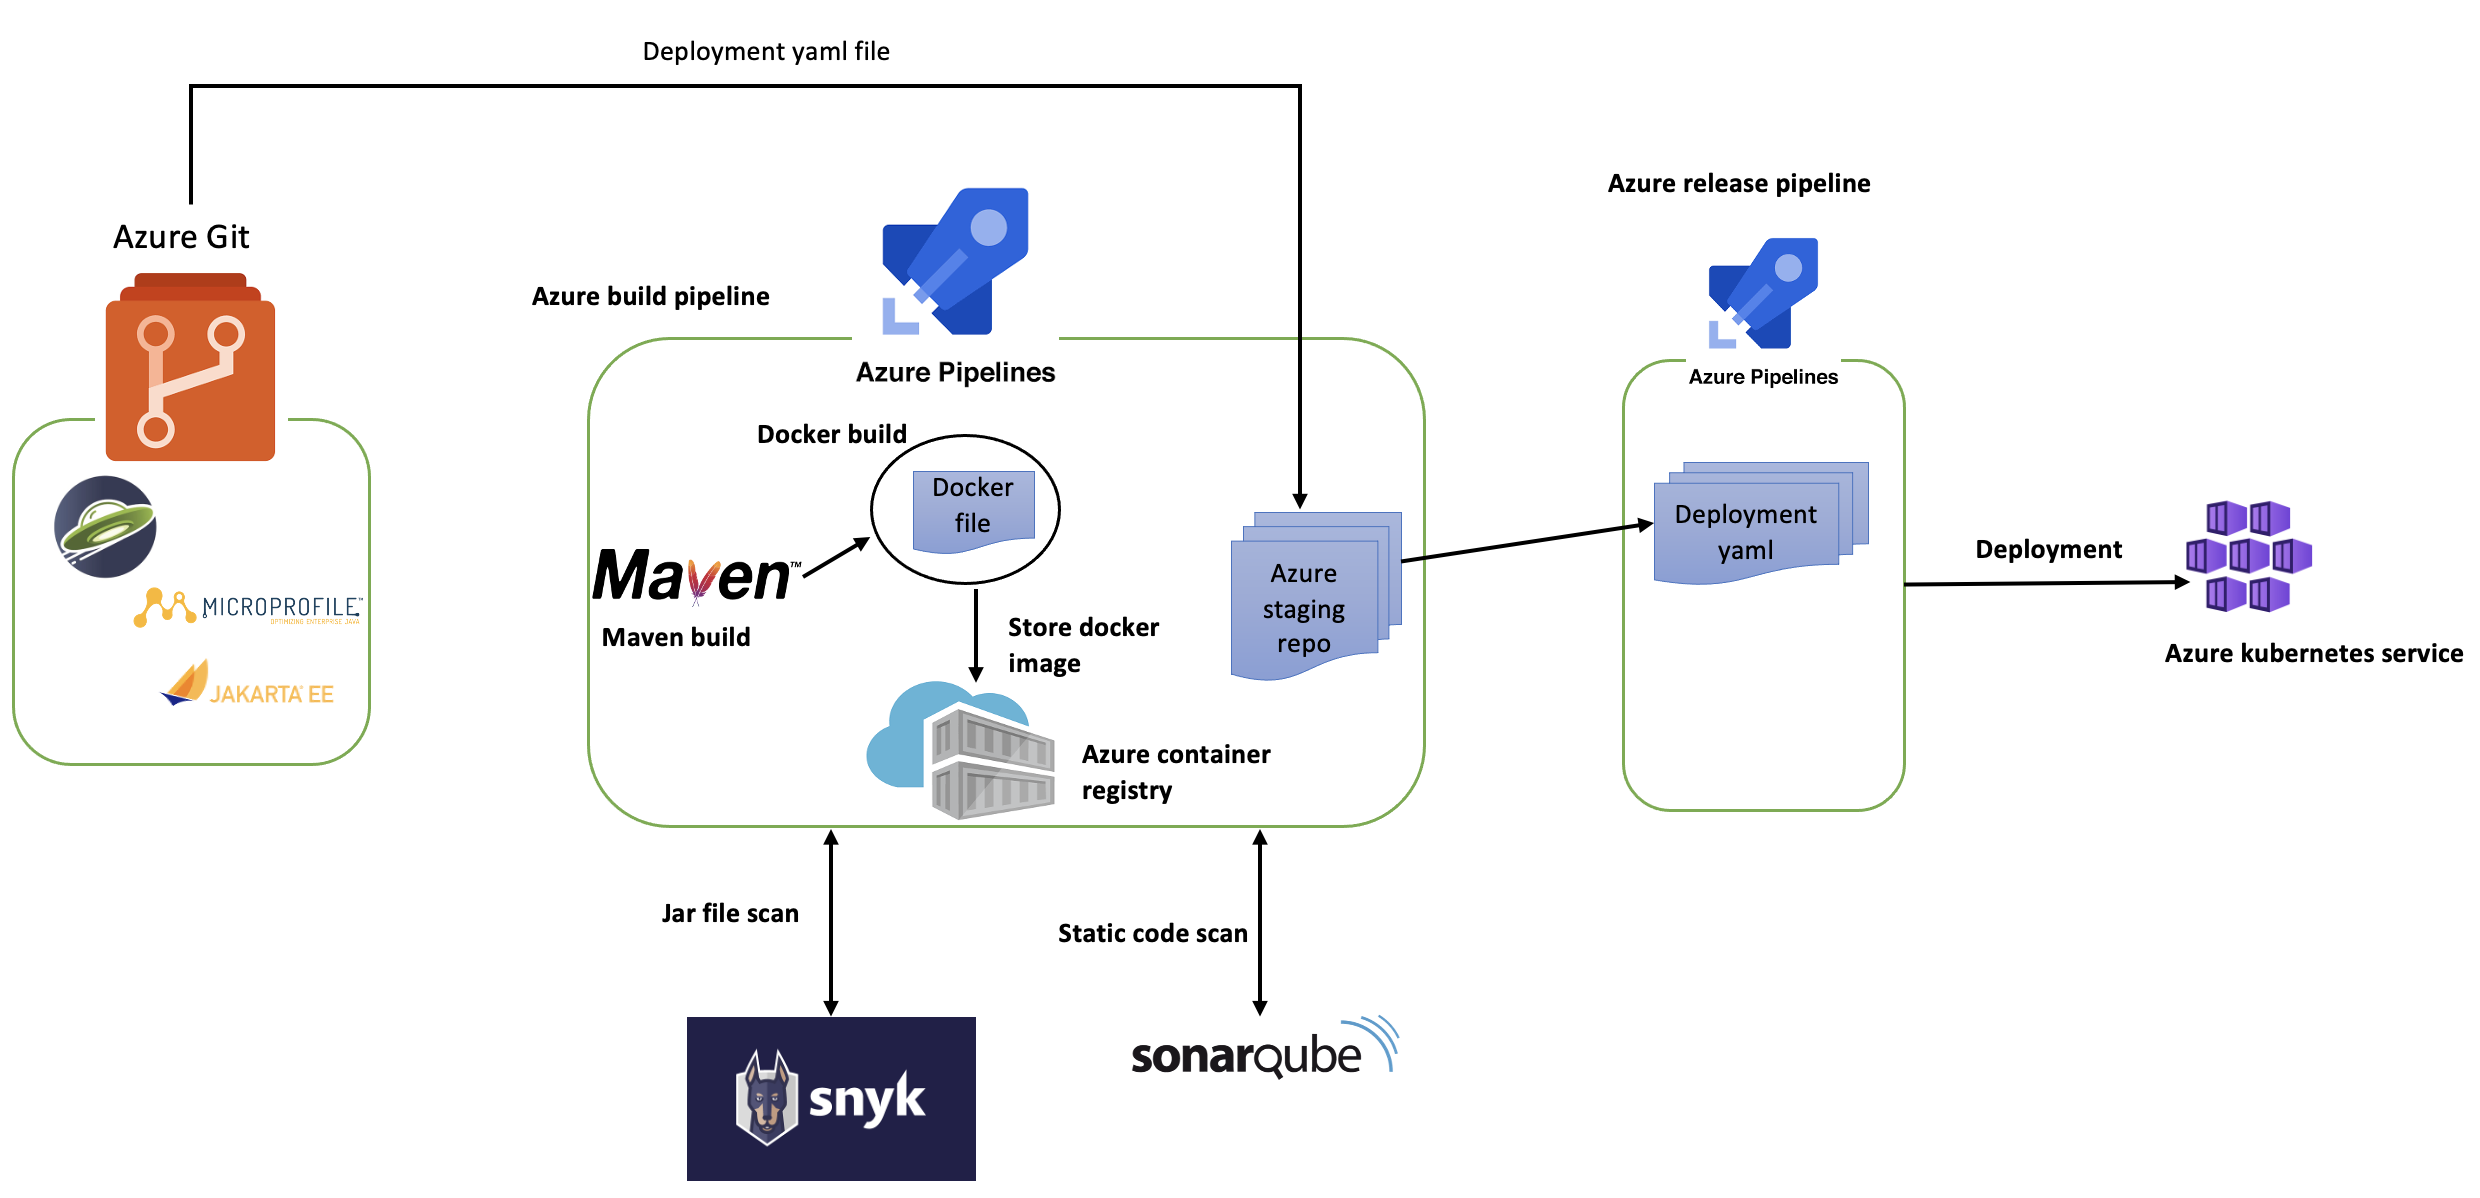 Deployment yaml file
Azure Git
MICROPROFILE™
OPTIMIZING ENTERPRISE JAVA
JAKARTA® EE
Azure build pipeline
Azure Pipelines
Docker build
Docker
file
Maven™
Maven build
Store docker
image
Azure container
registry
Azure
staging
repo
Jar file scan
Static code scan
snyk
sonarqube
Azure release pipeline
Azure Pipelines
Deployment
yaml
Deployment
Azure kubernetes service